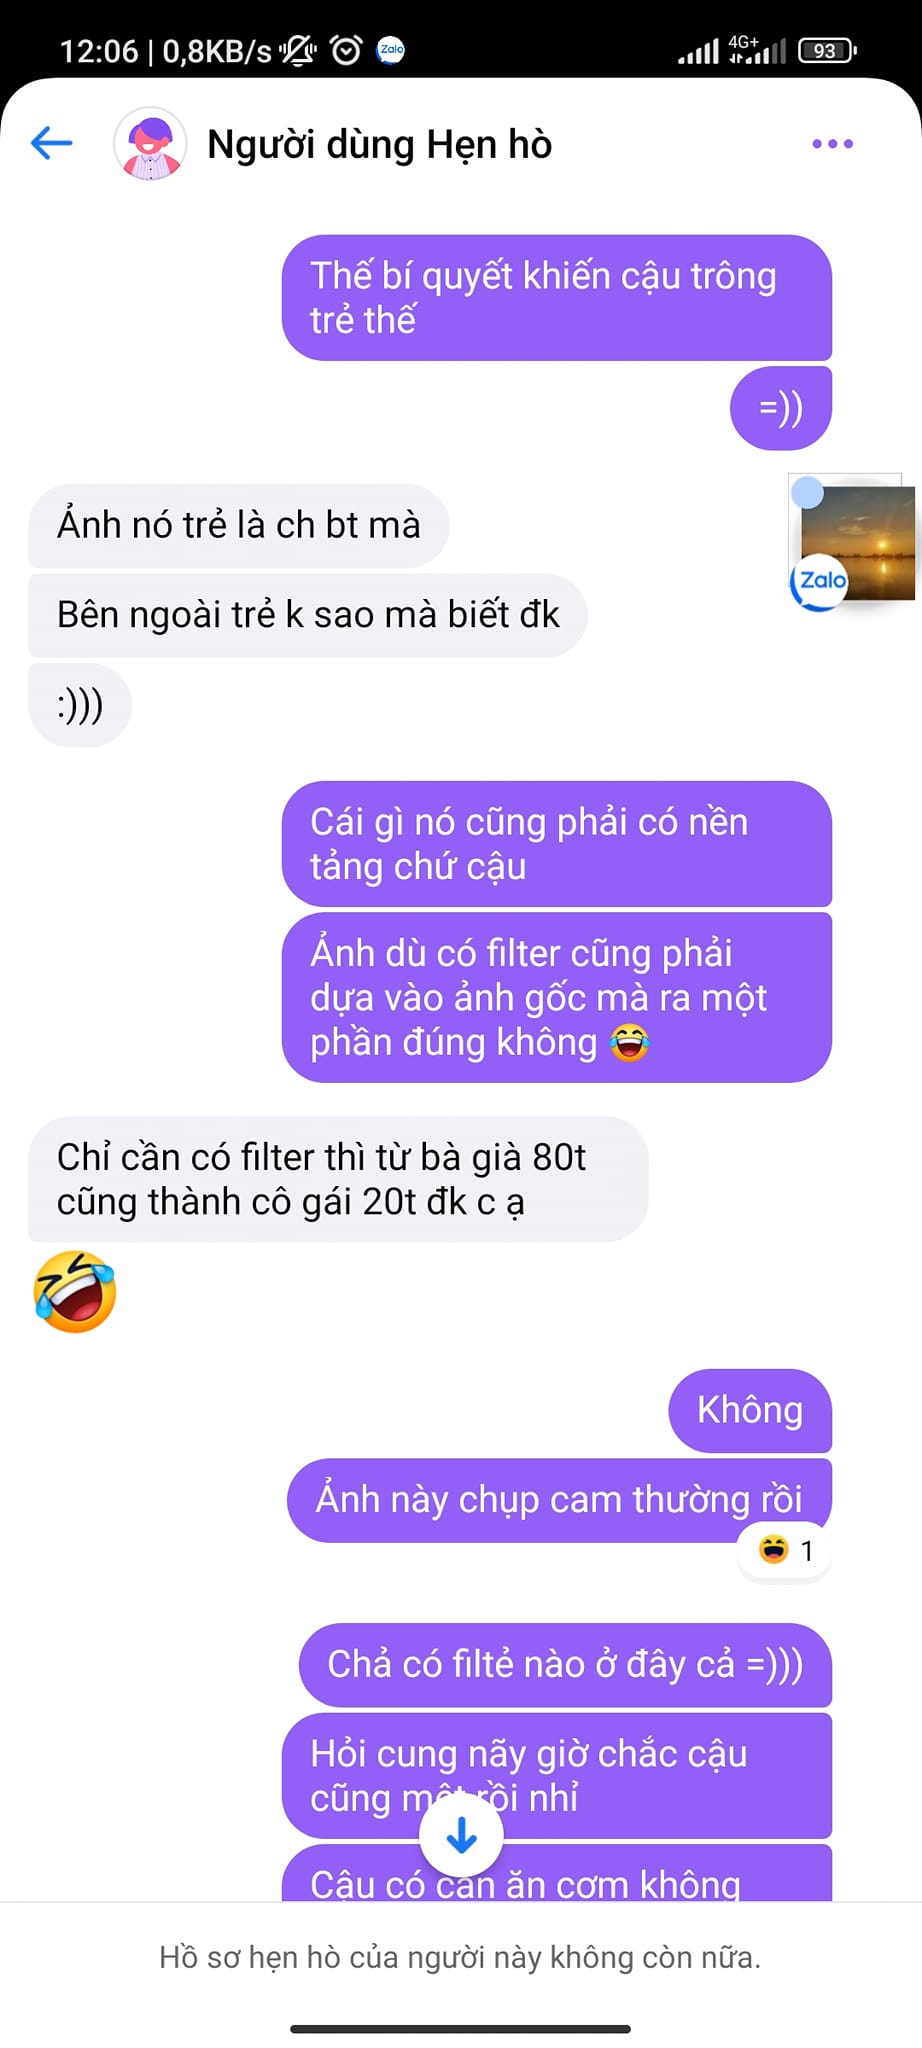 12:06 | 0,8KB/s
Zalo
4G+
93
Người dùng Hẹn hò
Thế bí quyết khiến cậu trông
trẻ thế
=))
Ảnh nó trẻ là ch bt mà
Zalo
Bên ngoài trẻ k sao mà biết đk
:)))
Cái gì nó cũng phải có nền
tảng chứ cậu
Ảnh dù có filter cũng phải
dựa vào ảnh gốc mà ra một
phần đúng không 😂
Chỉ cần có filter thì từ bà già 80t
cũng thành cô gái 20t đk c ạ
🤣
Không
Ảnh này chụp cam thường rồi
😆 1
Chả có filtẻ nào ở đây cả =)))
Hỏi cung nãy giờ chắc cậu
cũng rồi nhỉ
Cậu có cần ăn cơm không
Hồ sơ hẹn hò của người này không còn nữa.